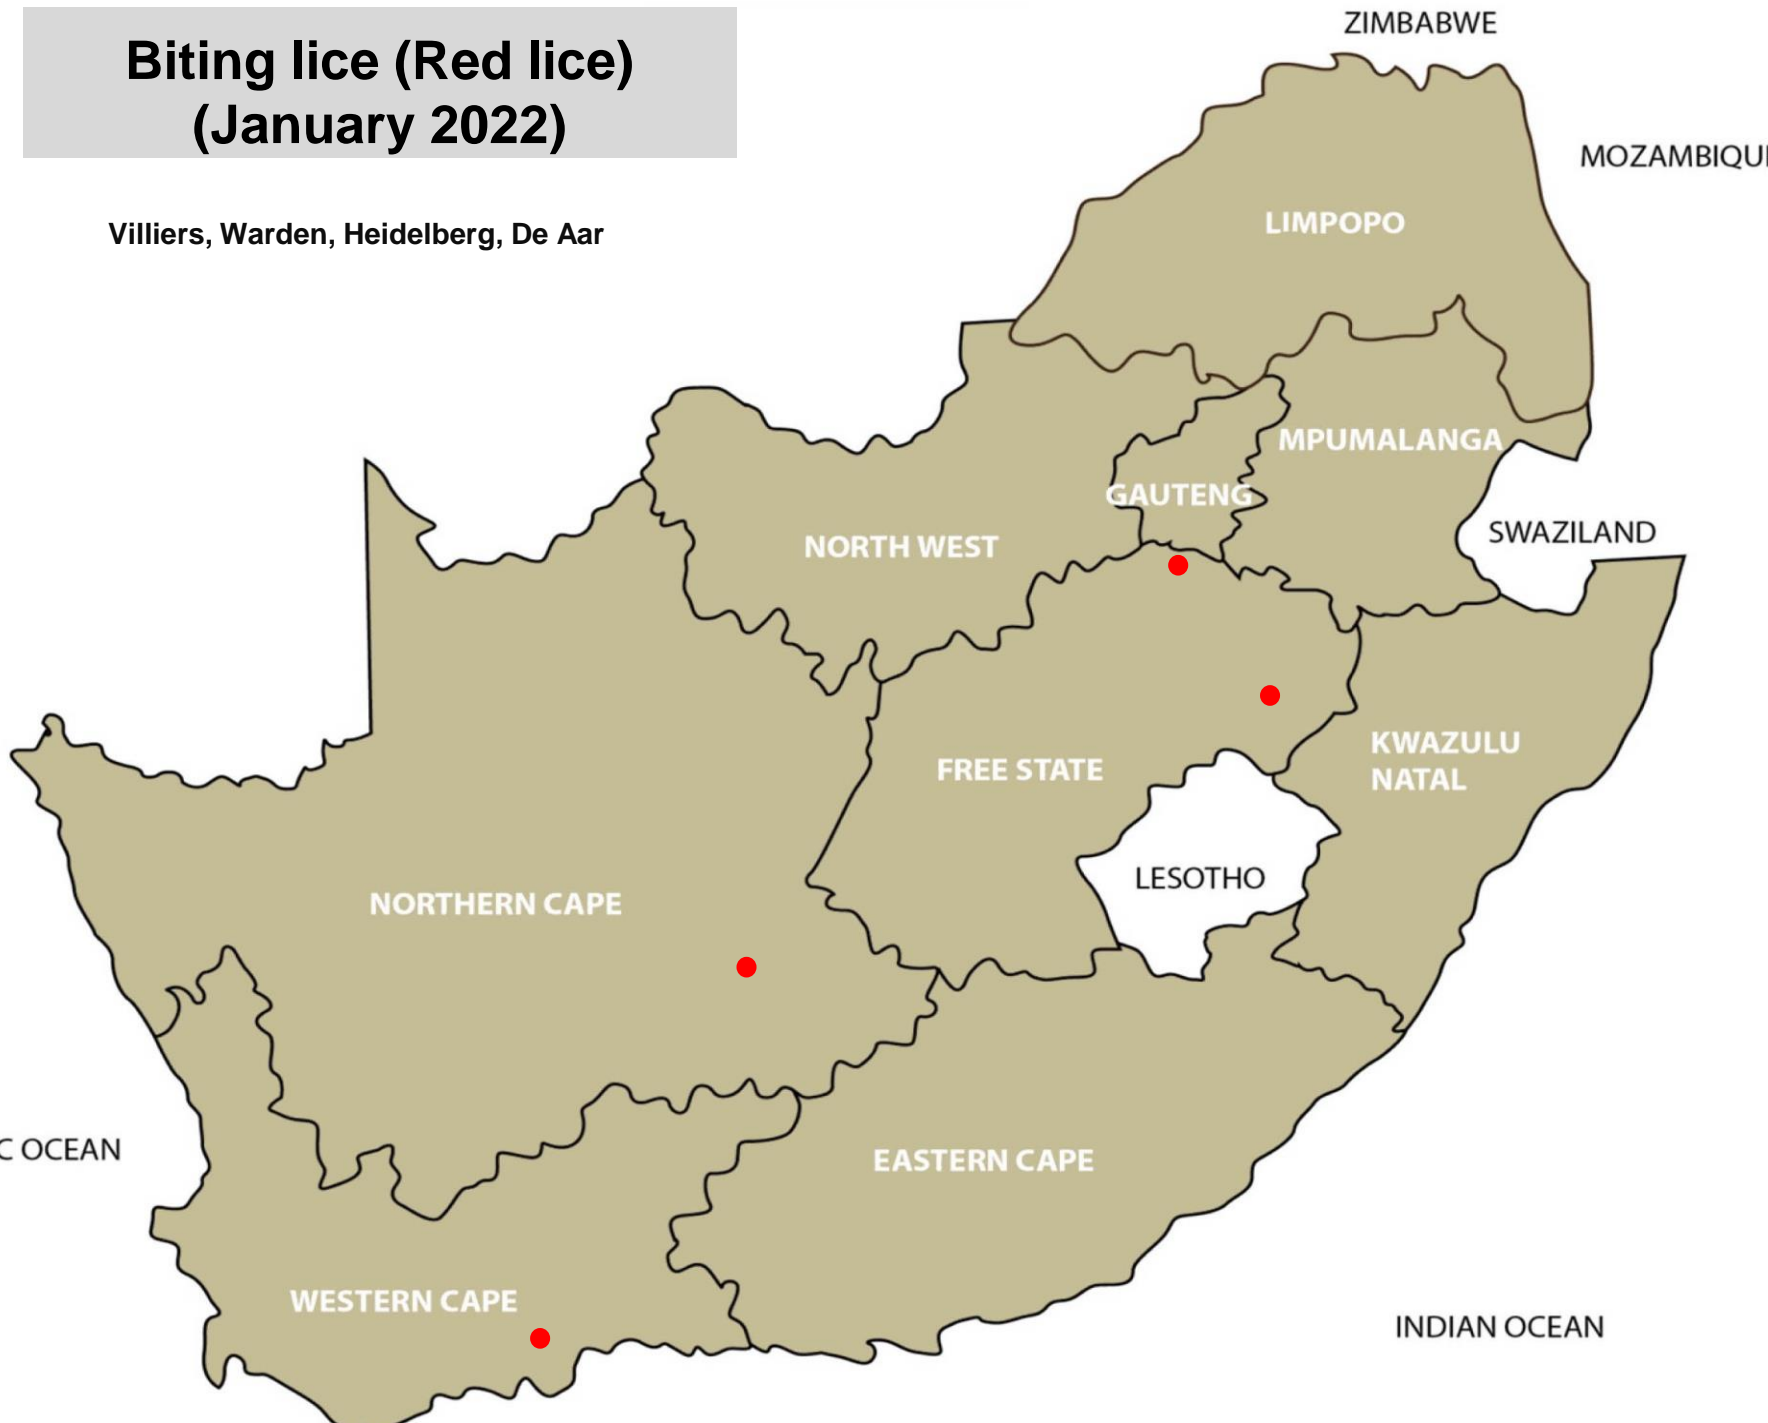 Biting lice (Red lice)
(January 2022)
Villiers, Warden, Heidelberg, De Aar
ZIMBABWE
MOZAMBIQU
LIMPOPO
MPUMALANGA
GAUTENG
SWAZILAND
NORTH WEST
KWAZULU
NATAL
FREE STATE
LESOTHO
NORTHERN CAPE
C OCEAN
EASTERN CAPE
WESTERN CAPE
INDIAN OCEAN